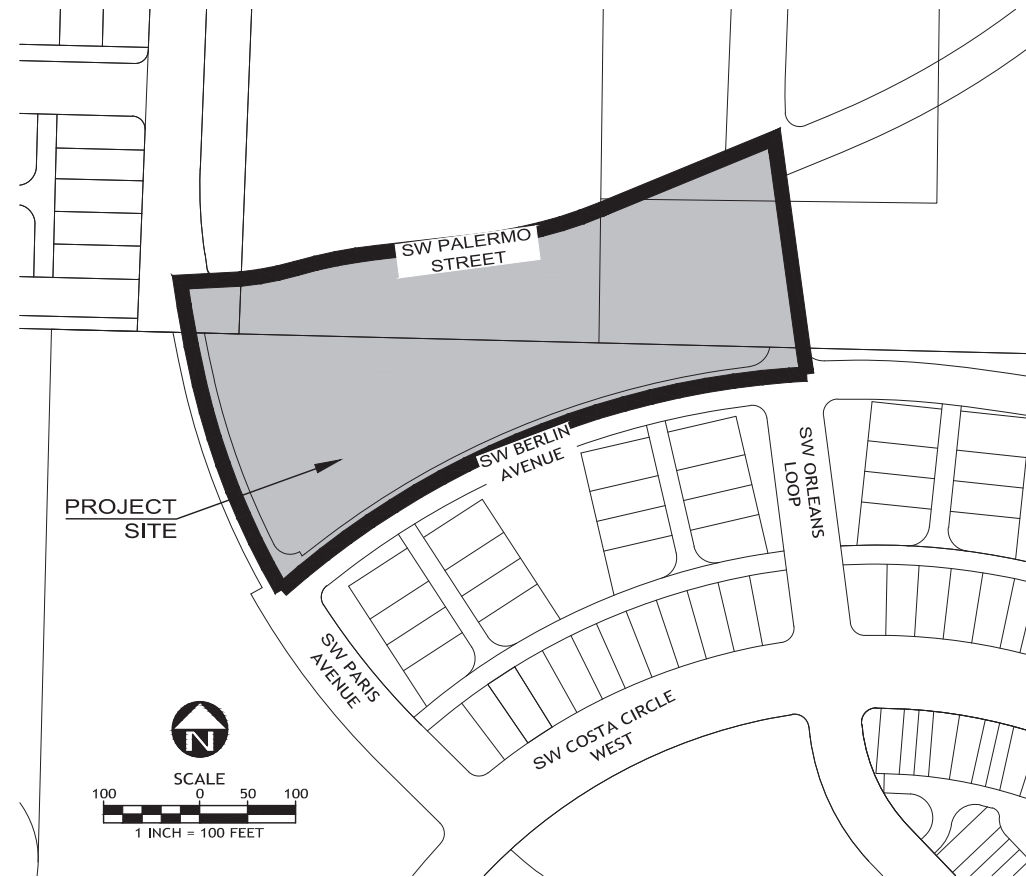 SW PALERMO
STREET
SW BERLIN
AVENUE
SW ORLEANS
LOOP
PROJECT
SITE
SW PARIS
AVENUE
SW COSTA CIRCLE
WEST
N
SCALE
100 0 50 100
1 INCH = 100 FEET